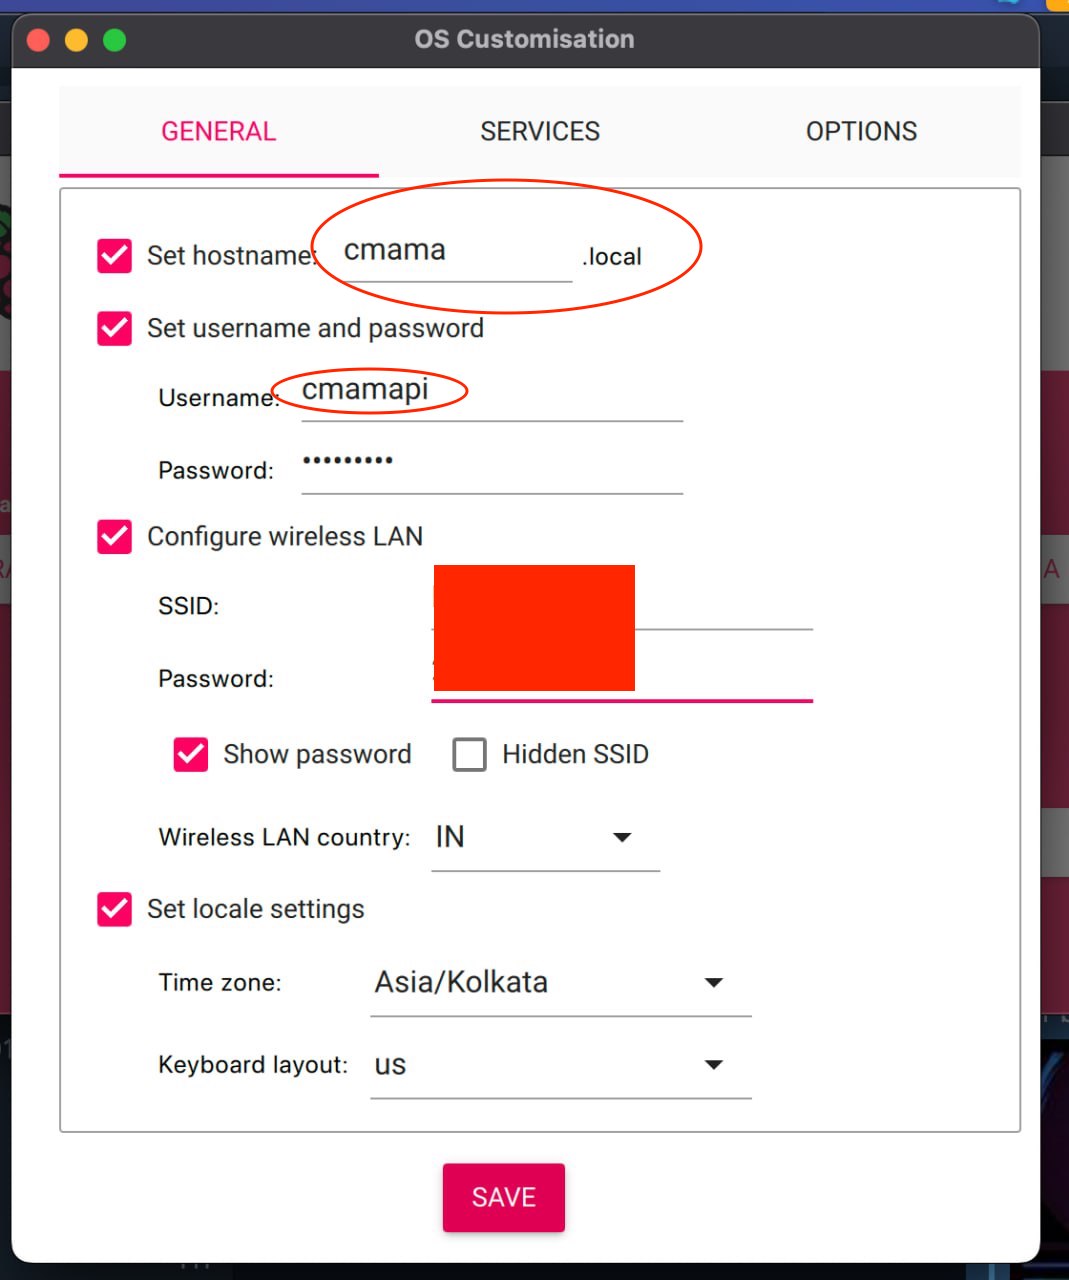 OS Customisation
GENERAL SERVICES OPTIONS
Set hostname: cmama .local
Set username and password
Username: cmamapi
Password: •••••••••
Configure wireless LAN
SSID:
Password:
Show password Hidden SSID
Wireless LAN country: IN
Set locale settings
Time zone: Asia/Kolkata
Keyboard layout: us
SAVE